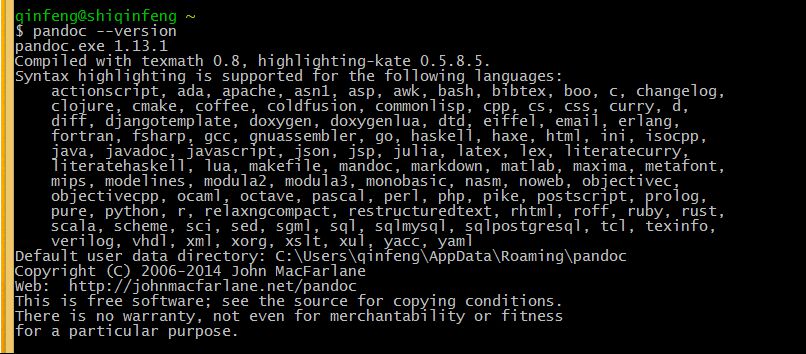 qinfeng@shiqinfeng ~
$ pandoc --version
pandoc.exe 1.13.1
Compiled with texmath 0.8, highlighting-kate 0.5.8.5.
Syntax highlighting is supported for the following languages:
    actionscript, ada, apache, asn1, asp, awk, bash, bibtex, boo, c, changelog,
    clojure, cmake, coffee, coldfusion, commonlisp, cpp, cs, css, curry, d,
    diff, djangotemplate, doxygen, doxygenlua, dtd, eiffel, email, erlang,
    fortran, fsharp, gcc, gnuassembler, go, haskell, haxe, html, ini, isocpp,
    java, javadoc, javascript, json, jsp, julia, latex, lex, literatecurry,
    literatehaskell, lua, makefile, mandoc, markdown, matlab, maxima, metafont,
    mips, modelines, modula2, modula3, monobasic, nasm, noweb, objectivec,
    objectivecpp, ocaml, octave, pascal, perl, php, pike, postscript, prolog,
    pure, python, r, relaxngcompact, restructuredtext, rhtml, roff, ruby, rust,
    scala, scheme, sci, sed, sgml, sql, sqlmysql, sqlpostgresql, tcl, texinfo,
    verilog, vhdl, xml, xorg, xslt, xul, yacc, yaml
Default user data directory: C:\Users\qinfeng\AppData\Roaming\pandoc
Copyright (C) 2006-2014 John MacFarlane
Web:  http://johnmacfarlane.net/pandoc
This is free software; see the source for copying conditions.
There is no warranty, not even for merchantability or fitness
for a particular purpose.